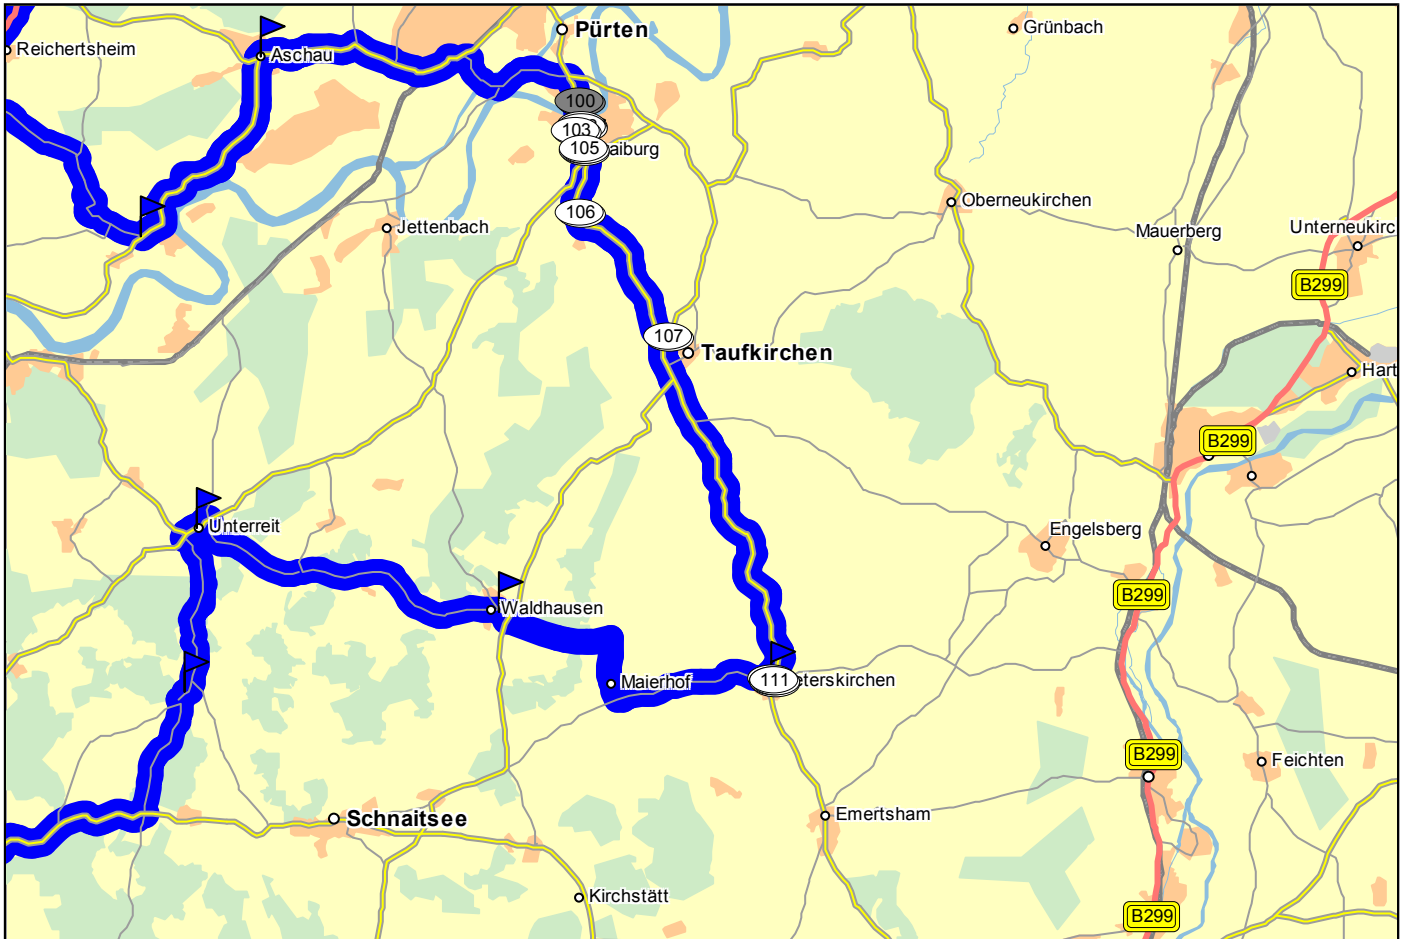 Pürten
Grünbach
Reichertsheim
Aschau
100
103
105
aiburg
106
Jettenbach
Oberneukirchen
Mauerberg
Unterneukirc
B299
107
Taufkirchen
Hart
B299
Unterreit
Engelsberg
B299
Waldhausen
Maierhof
111
eterskirchen
B299
Feichten
Schnaitsee
Emertsham
Kirchstätt
B299